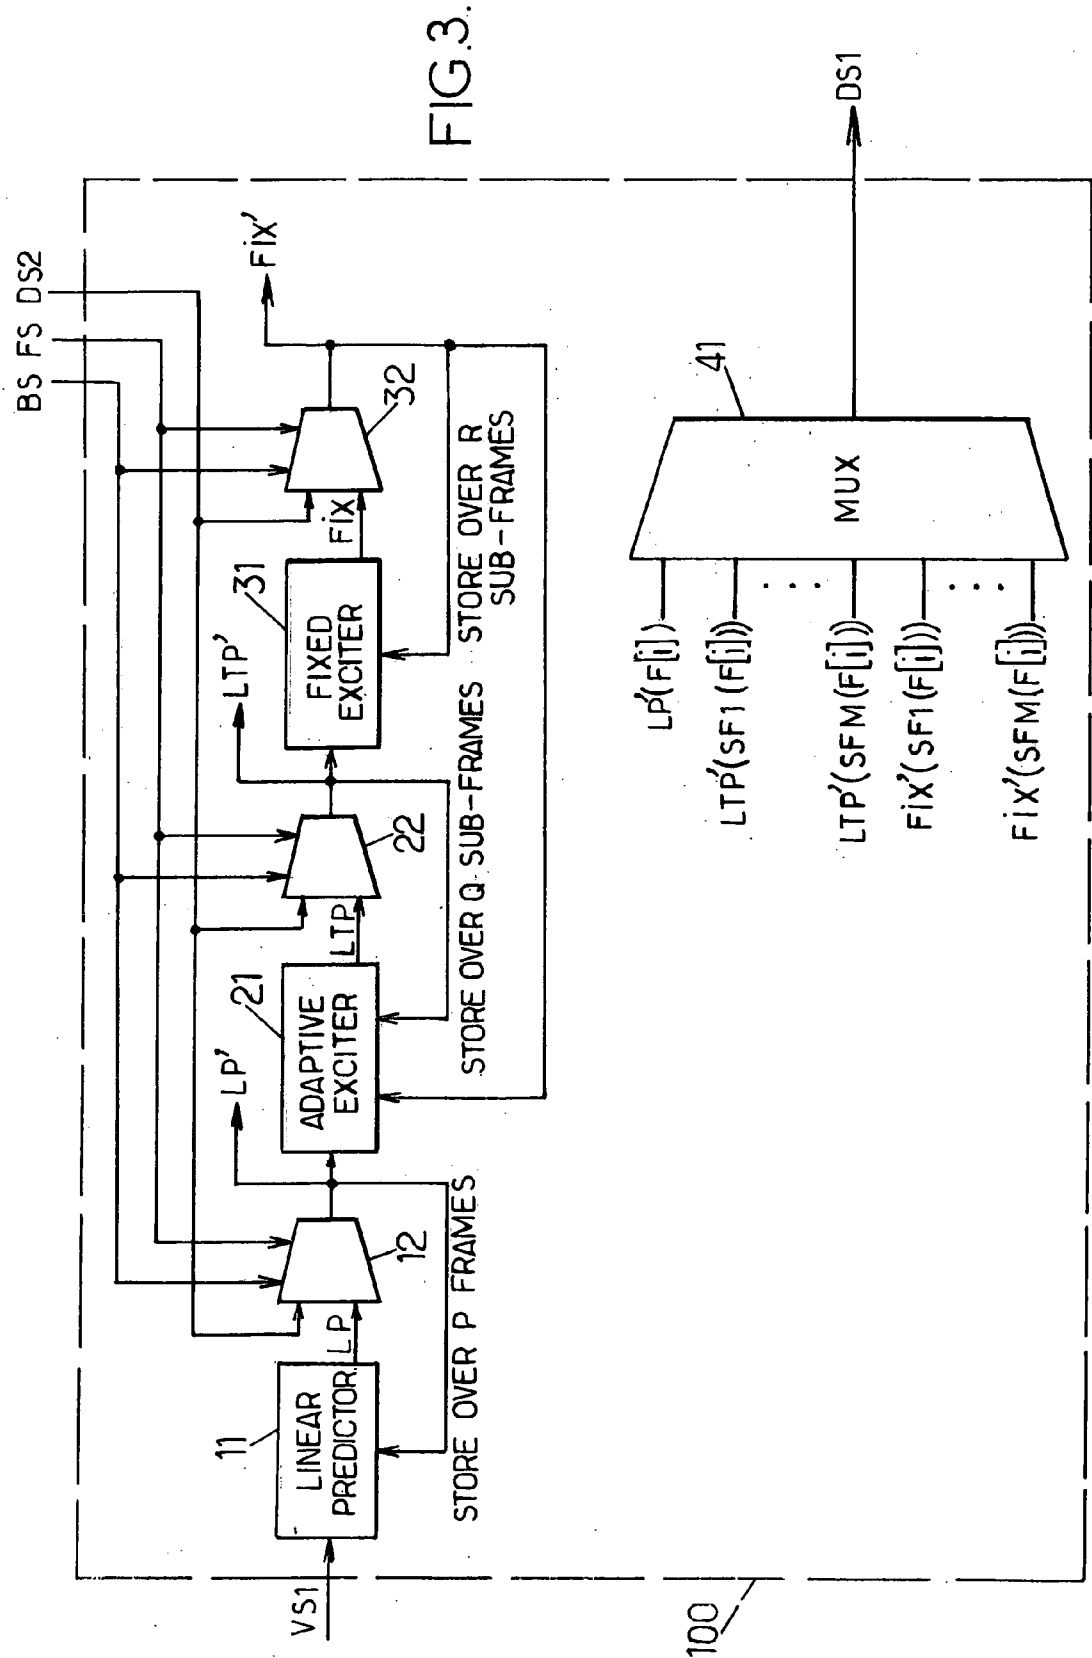 FIG.3.
BS FS DS2
VS1
11
LINEAR
PREDICTOR
LP
12
LP'
STORE OVER P FRAMES
21
ADAPTIVE
EXCITER
LTP
22
LTP'
STORE OVER Q SUB-FRAMES
31
FIXED
EXCITER
FiX
32
FiX'
STORE OVER R
SUB-FRAMES
LP'(F[i])
LTP'(SF1(F[i]))
...
LTP'(SFM(F[i]))
FiX'(SF1(F[i]))
...
FiX'(SFM(F[i]))
MUX
41
DS1
100